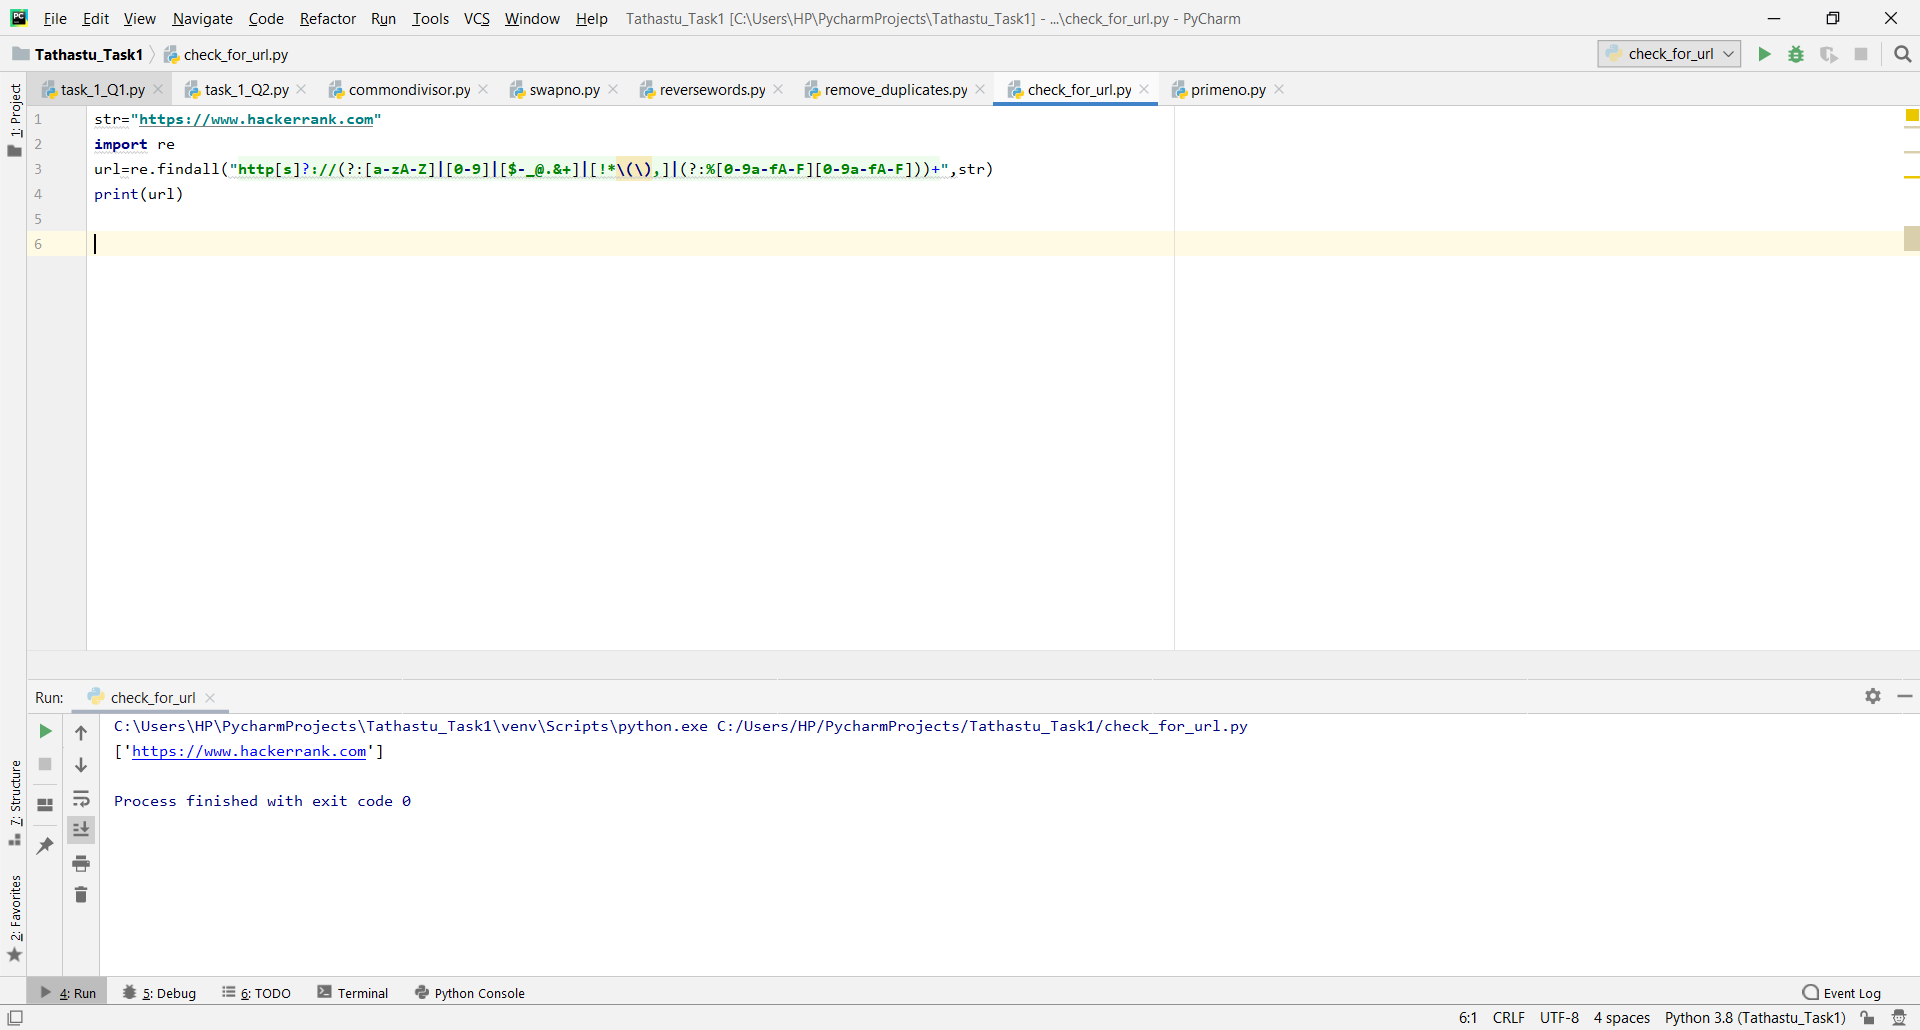 File Edit View Navigate Code Refactor Run Tools VCS Window Help Tathastu_Task1 [C:\Users\HP\PycharmProjects\Tathastu_Task1] - ...\check_for_url.py - PyCharm
Tathastu_Task1 check_for_url.py check_for_url
1: Project
task_1_Q1.py task_1_Q2.py commondivisor.py swapno.py reversewords.py remove_duplicates.py check_for_url.py primeno.py
1 str="https://www.hackerrank.com"
2 import re
3 url=re.findall("http[s]?://(?:[a-zA-Z]|[0-9]|[$-_@.&+]|[!*\(\),]|(?:%[0-9a-fA-F][0-9a-fA-F]))+",str)
4 print(url)
5
6
Run: check_for_url
C:\Users\HP\PycharmProjects\Tathastu_Task1\venv\Scripts\python.exe C:/Users/HP/PycharmProjects/Tathastu_Task1/check_for_url.py
['https://www.hackerrank.com']
Process finished with exit code 0
7: Structure
2: Favorites
4: Run 5: Debug 6: TODO Terminal Python Console Event Log
6:1 CRLF UTF-8 4 spaces Python 3.8 (Tathastu_Task1)